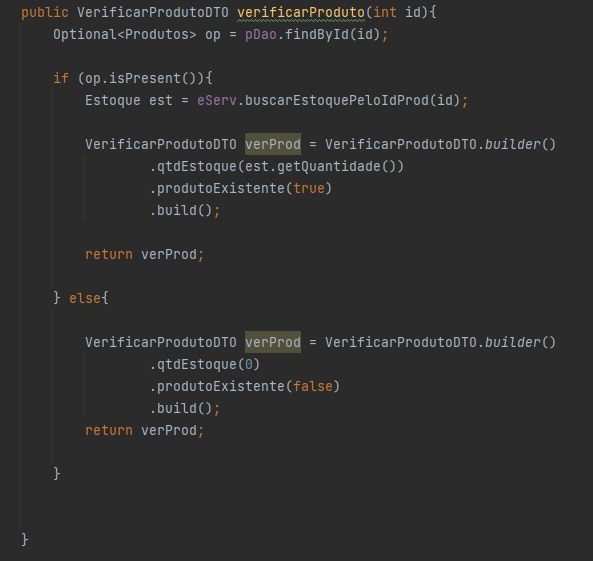 public VerificarProdutoDTO verificarProduto(int id){
Optional<Produtos> op = pDao.findById(id);
if (op.isPresent()){
Estoque est = eServ.buscarEstoquePeloIdProd(id);
VerificarProdutoDTO verProd = VerificarProdutoDTO.builder()
.qtdEstoque(est.getQuantidade())
.produtoExistente(true)
.build();
return verProd;
} else{
VerificarProdutoDTO verProd = VerificarProdutoDTO.builder()
.qtdEstoque(0)
.produtoExistente(false)
.build();
return verProd;
}
}